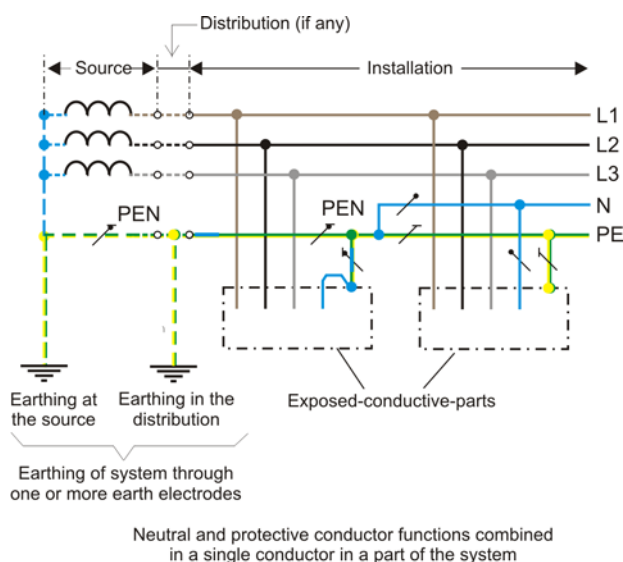 Distribution (if any)
Source
Installation
L1
L2
L3
N
PEN
PEN
PE
Exposed-conductive-parts
Earthing at
the source
Earthing in the
distribution
Earthing of system through
one or more earth electrodes
Neutral and protective conductor functions combined
in a single conductor in a part of the system